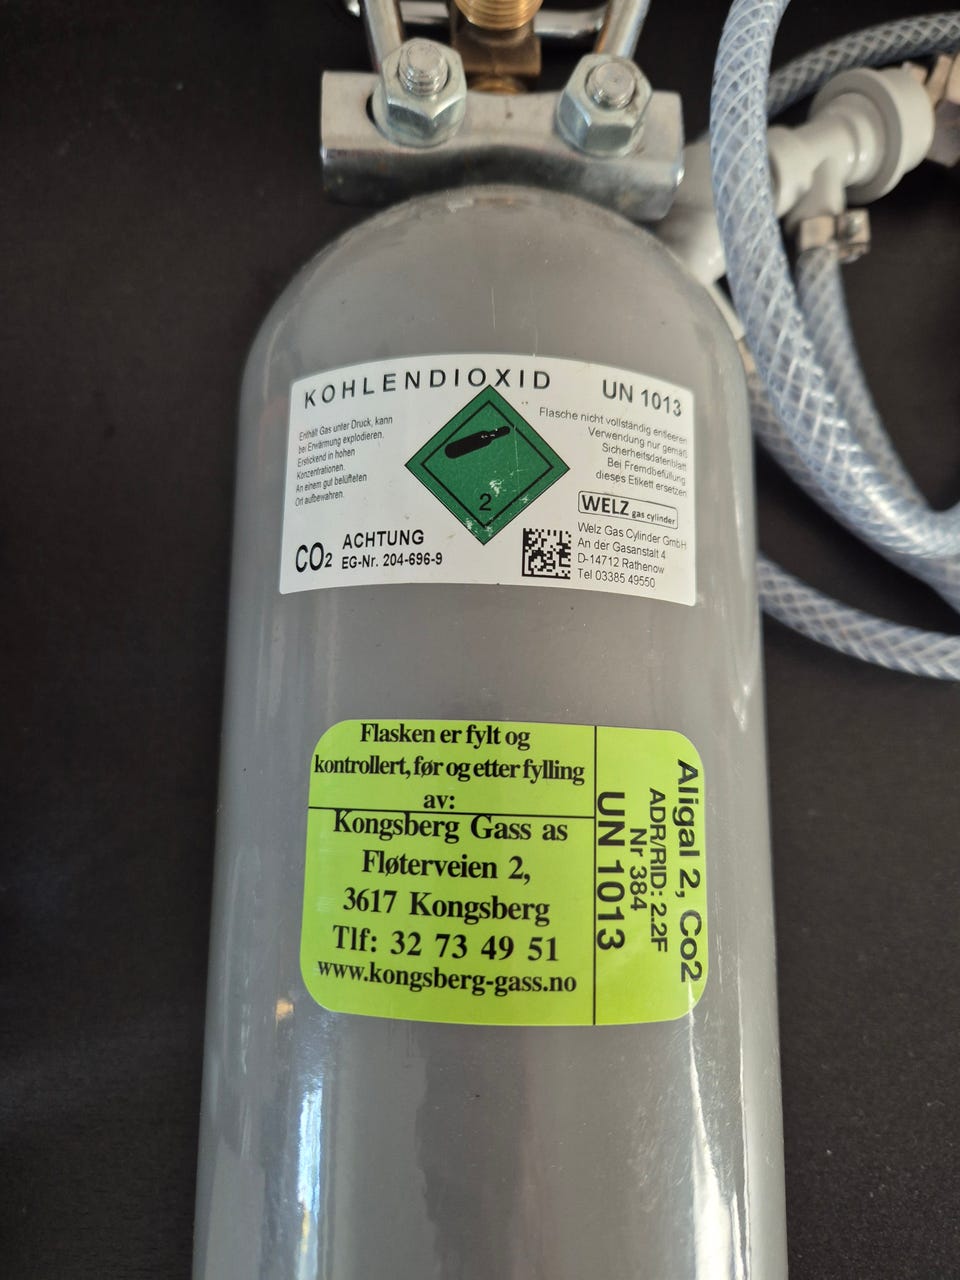 KOHLENDIOXID
UN 1013
Enthält Gas unter Druck, kann
bei Erwärmung explodieren.
Erstickend in hohen
Konzentrationen.
An einem gut belüfteten
Ort aufbewahren.
2
Flasche nicht vollständig entleeren
Verwendung nur gemäß
Sicherheitsdatenblatt
Bei Fremdbefüllung
dieses Etikett ersetzen
WELZ gas cylinder
Welz Gas Cylinder GmbH
An der Gasanstalt 4
D-14712 Rathenow
Tel 03385 49550
CO2
ACHTUNG
EG-Nr. 204-696-9
Flasken er fylt og
kontrollert, før og etter fylling
av:
Kongsberg Gass as
Fløterveien 2,
3617 Kongsberg
Tlf: 32 73 49 51
www.kongsberg-gass.no
Aligal 2, Co2
ADR/RID: 2.2F
Nr 384
UN 1013